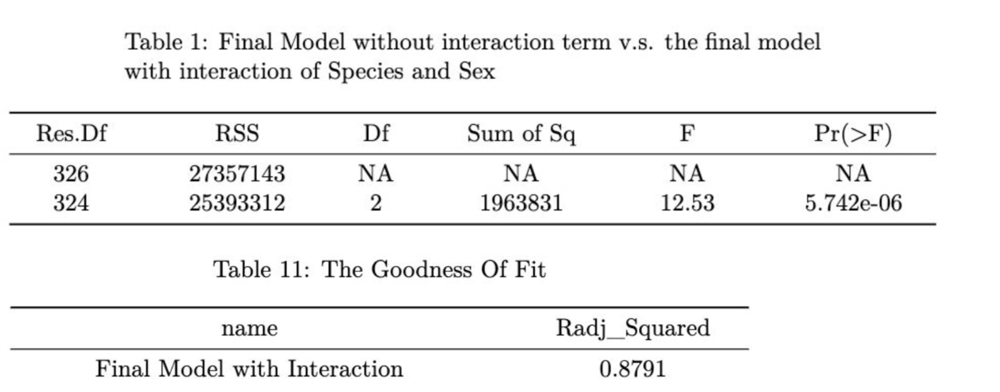 Table 1: Final Model without interaction term v.s. the final model
with interaction of Species and Sex
Res.Df RSS Df Sum of Sq F Pr(>F)
326 27357143 NA NA NA NA
324 25393312 2 1963831 12.53 5.742e-06
Table 11: The Goodness Of Fit
name Radj_Squared
Final Model with Interaction 0.8791